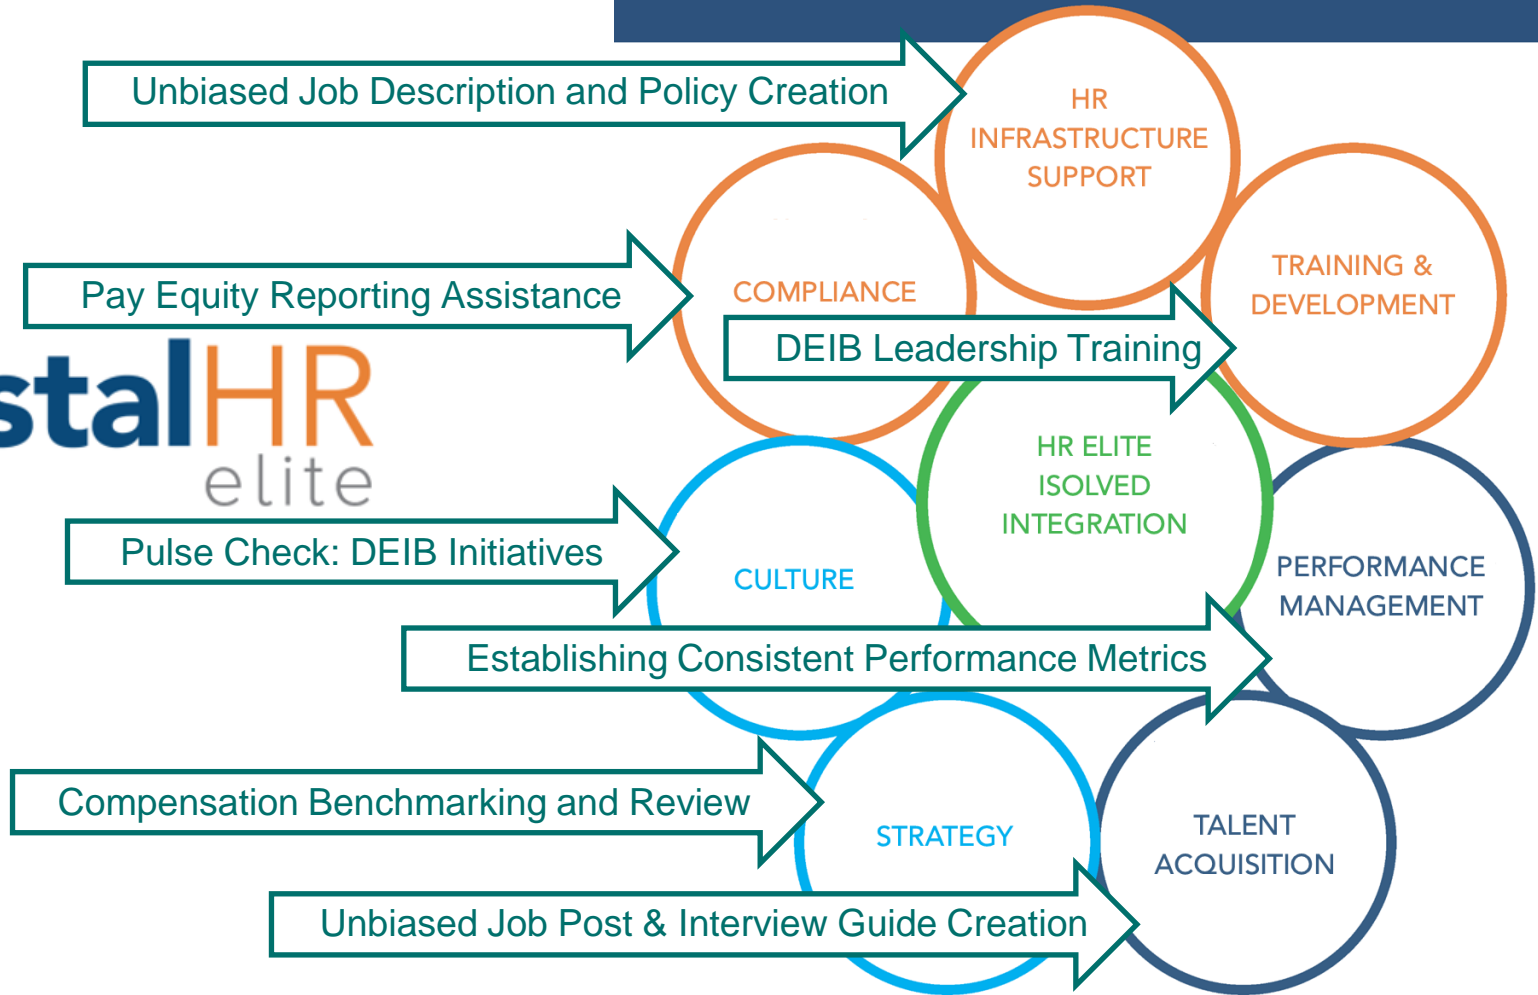 Unbiased Job Description and Policy Creation
HR
INFRASTRUCTURE
SUPPORT
Pay Equity Reporting Assistance
COMPLIANCE
TRAINING &
DEVELOPMENT
DEIB Leadership Training
stalHR
elite
HR ELITE
ISOLVED
INTEGRATION
Pulse Check: DEIB Initiatives
CULTURE
PERFORMANCE
MANAGEMENT
Establishing Consistent Performance Metrics
Compensation Benchmarking and Review
STRATEGY
TALENT
ACQUISITION
Unbiased Job Post & Interview Guide Creation